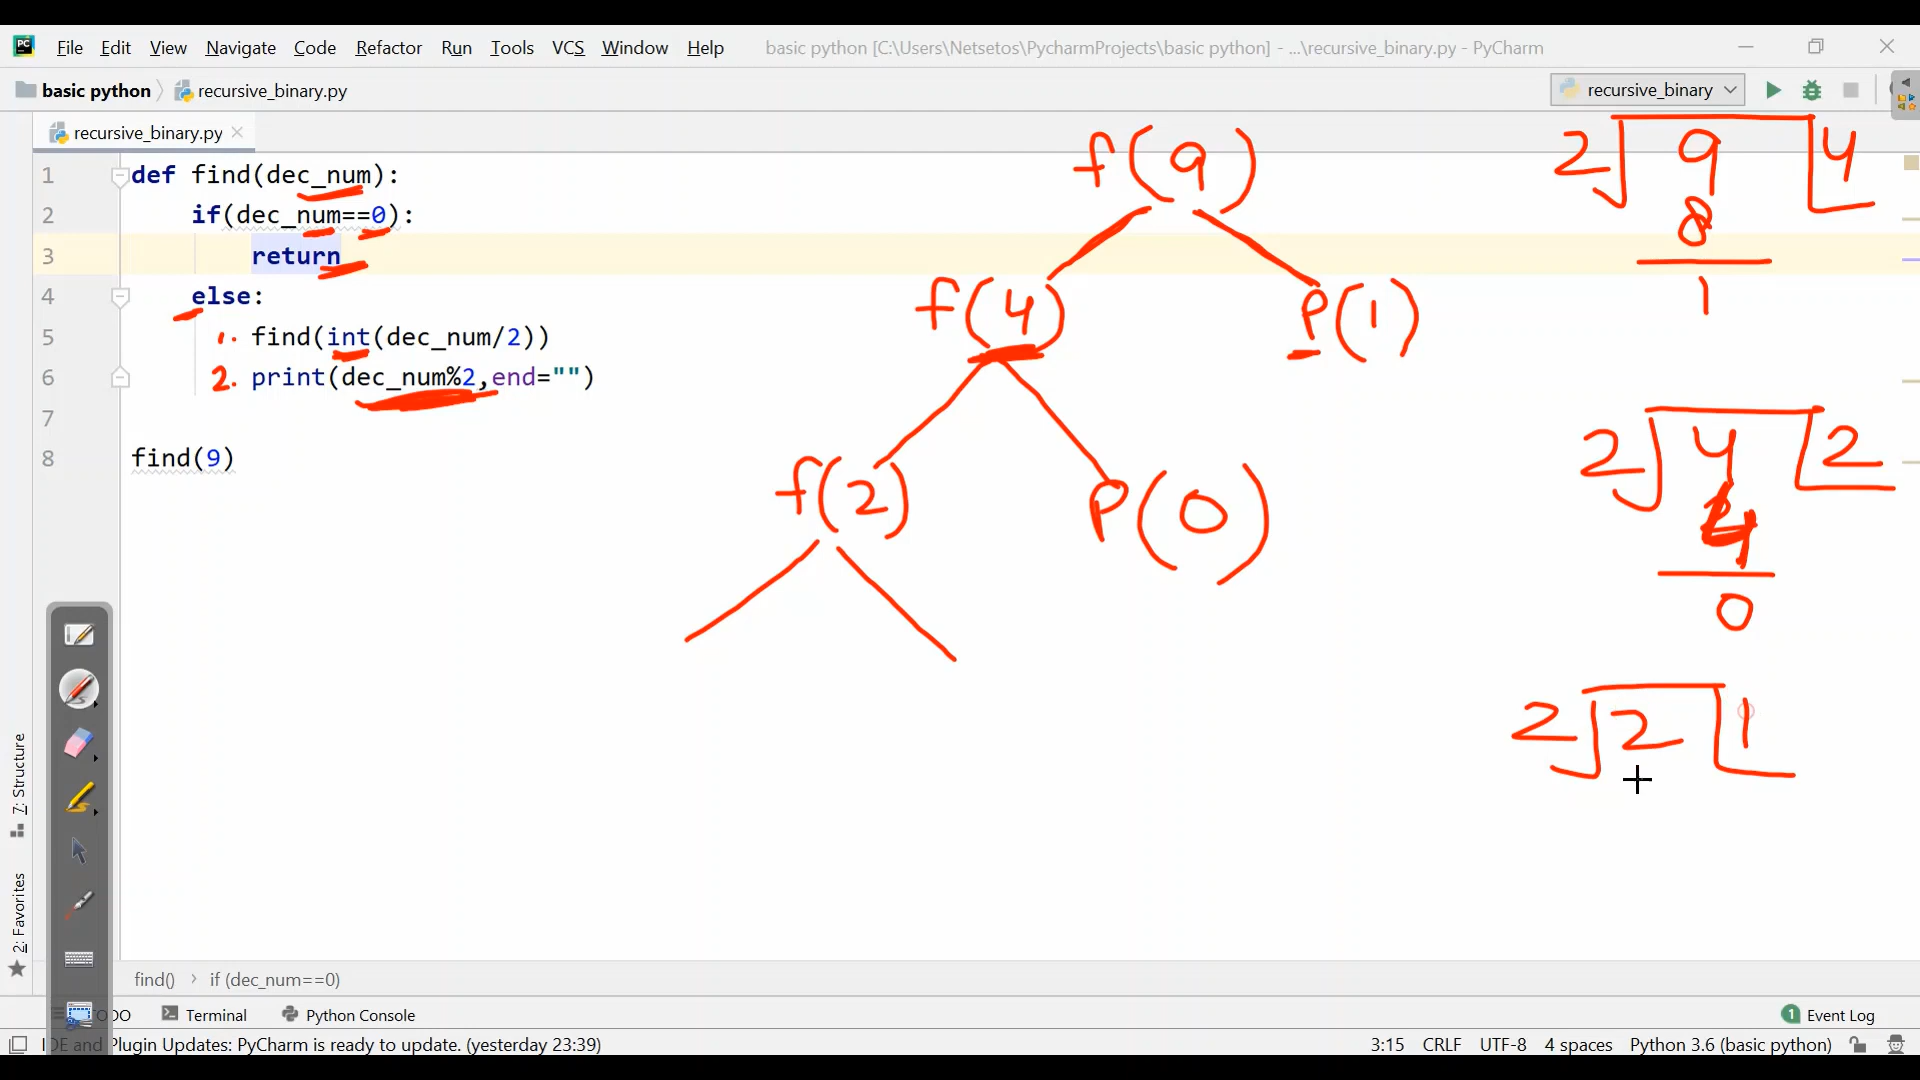 File Edit View Navigate Code Refactor Run Tools VCS Window Help basic python [C:\Users\Netsetos\PycharmProjects\basic python] - ...\recursive_binary.py - PyCharm
basic python recursive_binary.py recursive_binary
recursive_binary.py
1 def find(dec_num):
2 if(dec_num==0):
3 return
4 else:
5 1. find(int(dec_num/2))
6 2. print(dec_num%2,end="")
7
8 find(9)
f(9)
f(4) P(1)
f(2) P(0)
2 9 4
8
1
2 4 2
4
0
2 2 1
7: Structure
2: Favorites
find() › if (dec_num==0)
ODO Terminal Python Console 1 Event Log
IDE and Plugin Updates: PyCharm is ready to update. (yesterday 23:39) 3:15 CRLF UTF-8 4 spaces Python 3.6 (basic python)